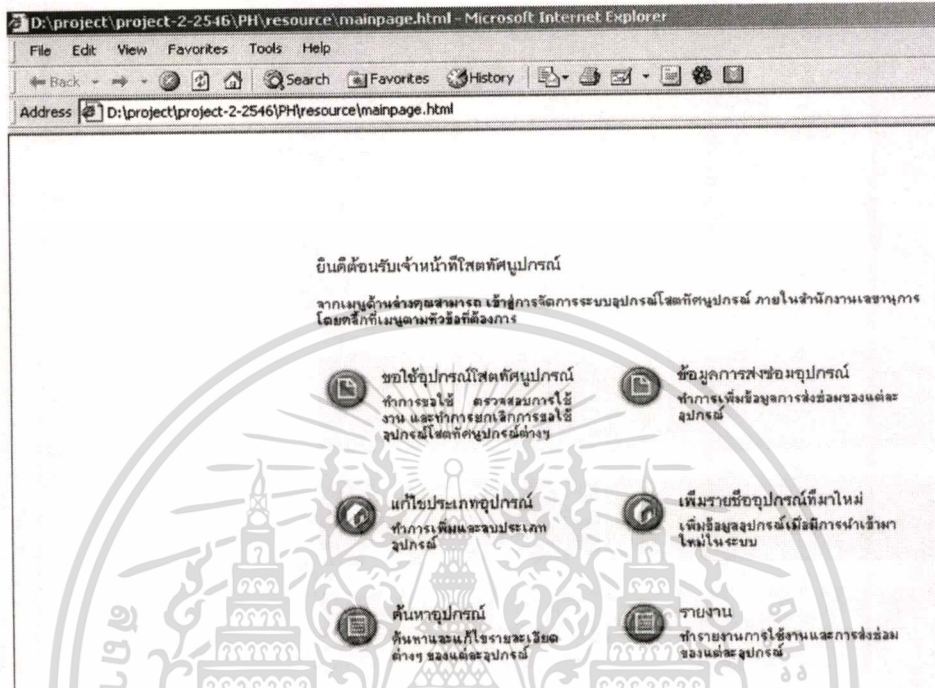 D:\project\project-2-2546\PH\resource\mainpage.html - Microsoft Internet Explorer
File Edit View Favorites Tools Help
Back Search Favorites History
Address D:\project\project-2-2546\PH\resource\mainpage.html
ยินดีต้อนรับเจ้าหน้าที่โสตทัศนูปกรณ์
จากเมนูด้านล่างคุณสามารถ เข้าสู่การจัดการระบบอุปกรณ์โสตทัศนูปกรณ์ ภายในสำนักงานเลขานุการ
โดยคลิ๊กที่เมนูตามหัวข้อที่ต้องการ
ขอใช้อุปกรณ์โสตทัศนูปกรณ์
ทำการขอใช้ ตรวจสอบการใช้
งาน และทำการยกเลิกการขอใช้
อุปกรณ์โสตทัศนูปกรณ์ต่างๆ
ข้อมูลการส่งซ่อมอุปกรณ์
ทำการเพิ่มข้อมูลการส่งซ่อมของแต่ละ
อุปกรณ์
แก้ไขประเภทอุปกรณ์
ทำการเพิ่มและลบประเภท
อุปกรณ์
เพิ่มรายชื่ออุปกรณ์ที่มาใหม่
เพิ่มข้อมูลอุปกรณ์เมื่อมีการนำเข้ามา
ใหม่ในระบบ
ค้นหาอุปกรณ์
ค้นหาและแก้ไขรายละเอียด
ต่างๆ ของแต่ละอุปกรณ์
รายงาน
ทำรายงานการใช้งานและการส่งซ่อม
ของแต่ละอุปกรณ์